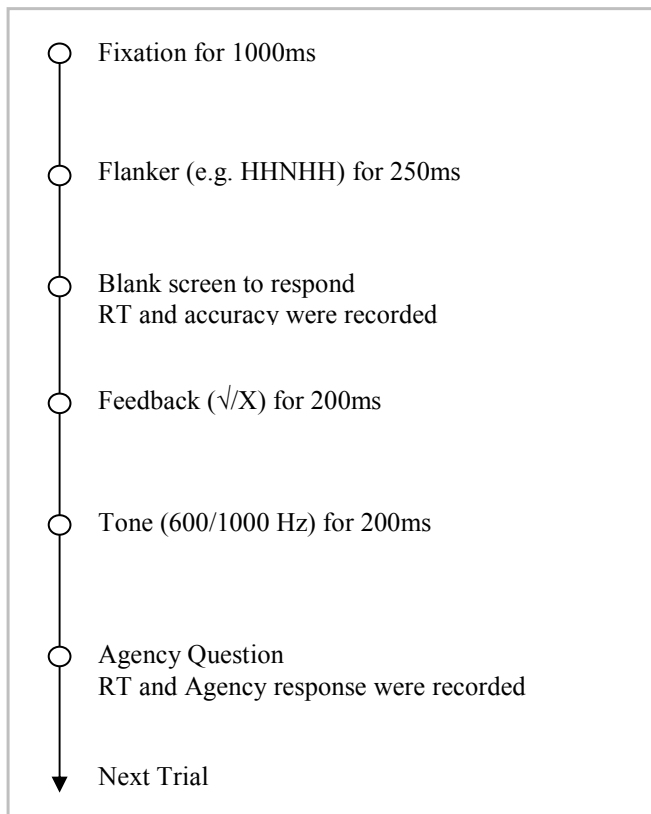 Fixation for 1000ms
Flanker (e.g. HHNHH) for 250ms
Blank screen to respond
RT and accuracy were recorded
Feedback (√/X) for 200ms
Tone (600/1000 Hz) for 200ms
Agency Question
RT and Agency response were recorded
Next Trial